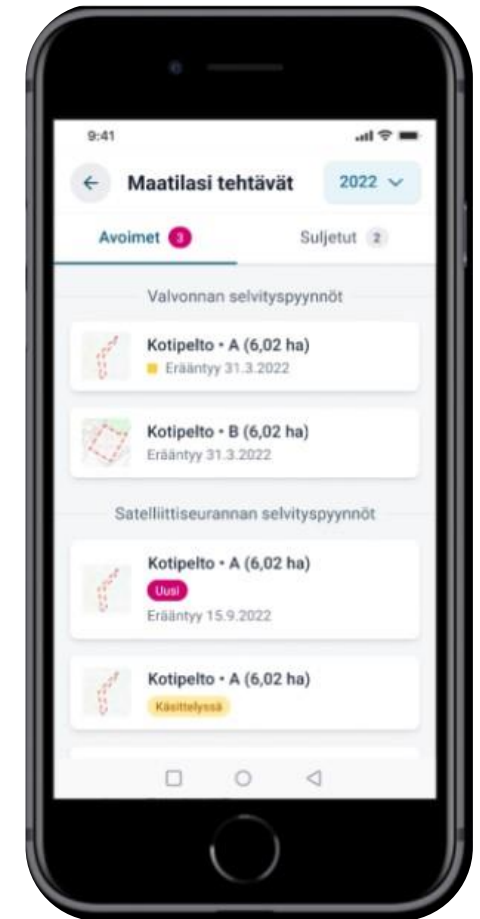 9:41
Maatilasi tehtävät
2022
Avoimet 3
Suljetut 2
Valvonnan selvityspyynnöt
Kotipelto • A (6,02 ha)
Erääntyy 31.3.2022
Kotipelto • B (6,02 ha)
Erääntyy 31.3.2022
Satelliittiseurannan selvityspyynnöt
Kotipelto • A (6,02 ha)
Uusi
Erääntyy 15.9.2022
Kotipelto • A (6,02 ha)
Käsittelyssä